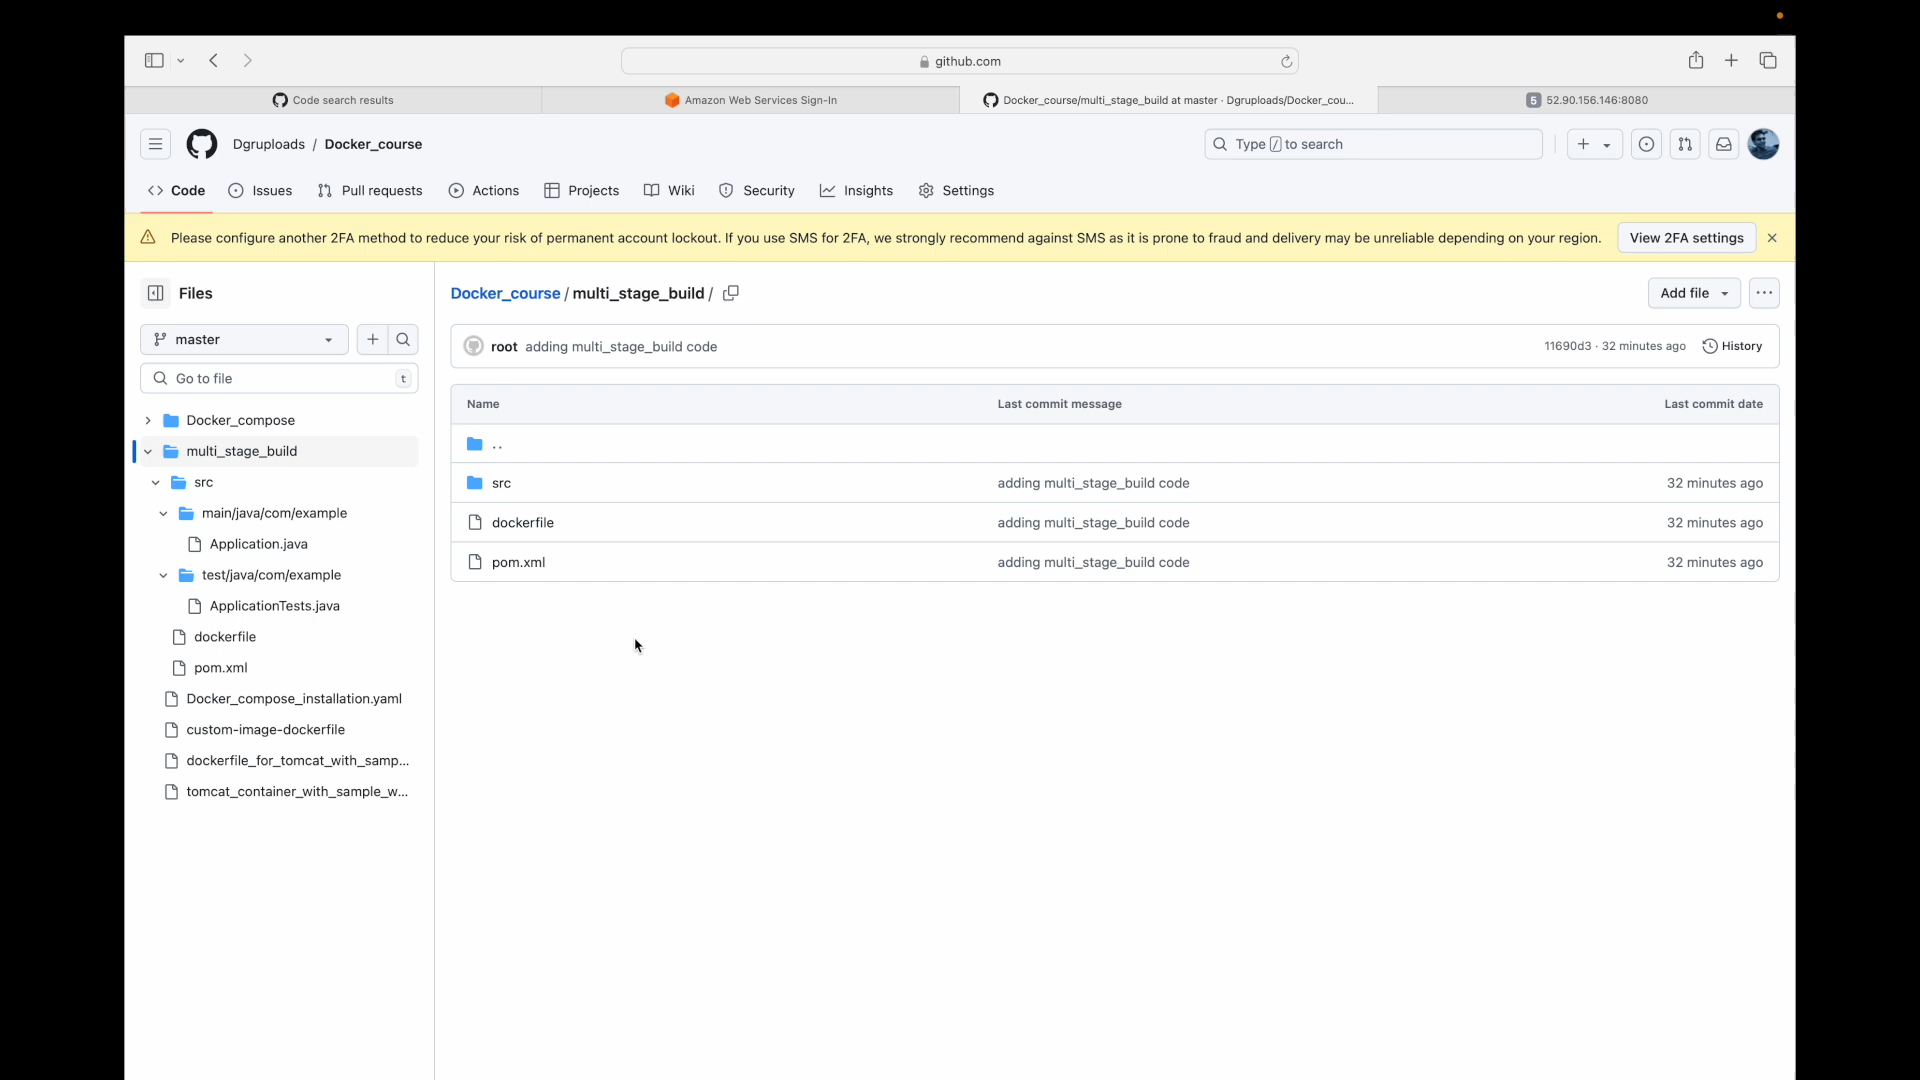 github.com
Code search results
Amazon Web Services Sign-In
Docker_course/multi_stage_build at master · Dgruploads/Docker_cou...
5 52.90.156.146:8080
Dgruploads / Docker_course
Type / to search
Code
Issues
Pull requests
Actions
Projects
Wiki
Security
Insights
Settings
Please configure another 2FA method to reduce your risk of permanent account lockout. If you use SMS for 2FA, we strongly recommend against SMS as it is prone to fraud and delivery may be unreliable depending on your region.
View 2FA settings
Files
master
Go to file
t
Docker_compose
multi_stage_build
src
main/java/com/example
Application.java
test/java/com/example
ApplicationTests.java
dockerfile
pom.xml
Docker_compose_installation.yaml
custom-image-dockerfile
dockerfile_for_tomcat_with_samp...
tomcat_container_with_sample_w...
Docker_course / multi_stage_build /
Add file
root adding multi_stage_build code
11690d3 · 32 minutes ago
History
Name Last commit message Last commit date
..
src adding multi_stage_build code 32 minutes ago
dockerfile adding multi_stage_build code 32 minutes ago
pom.xml adding multi_stage_build code 32 minutes ago